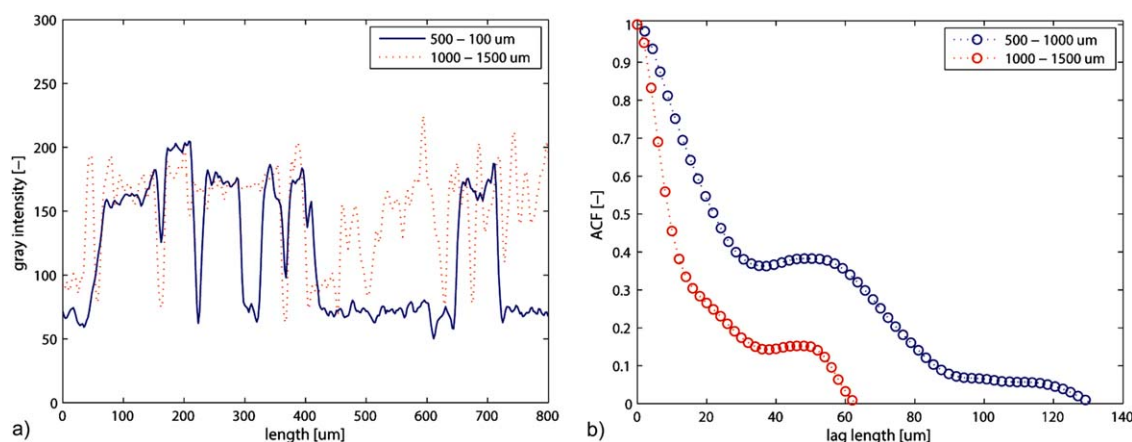 300
250
200
150
100
50
0
gray intensity [–]
500 – 100 um
1000 – 1500 um
0 100 200 300 400 500 600 700 800
length [um]
a)
1
0.9
0.8
0.7
0.6
0.5
0.4
0.3
0.2
0.1
0
ACF [–]
500 – 1000 um
1000 – 1500 um
0 20 40 60 80 100 120 140
lag length [um]
b)